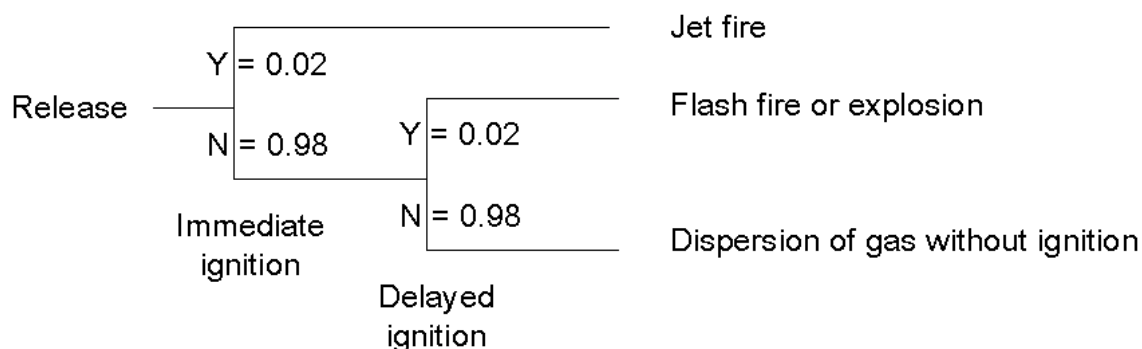 Jet fire
Y = 0.02
Release
Flash fire or explosion
Y = 0.02
N = 0.98
N = 0.98
Immediate
ignition
Dispersion of gas without ignition
Delayed
ignition